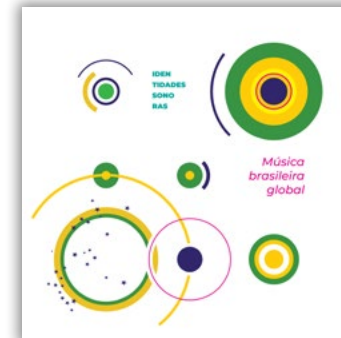 IDEN
TIDADES
SONO
RAS
Música
brasileira
global